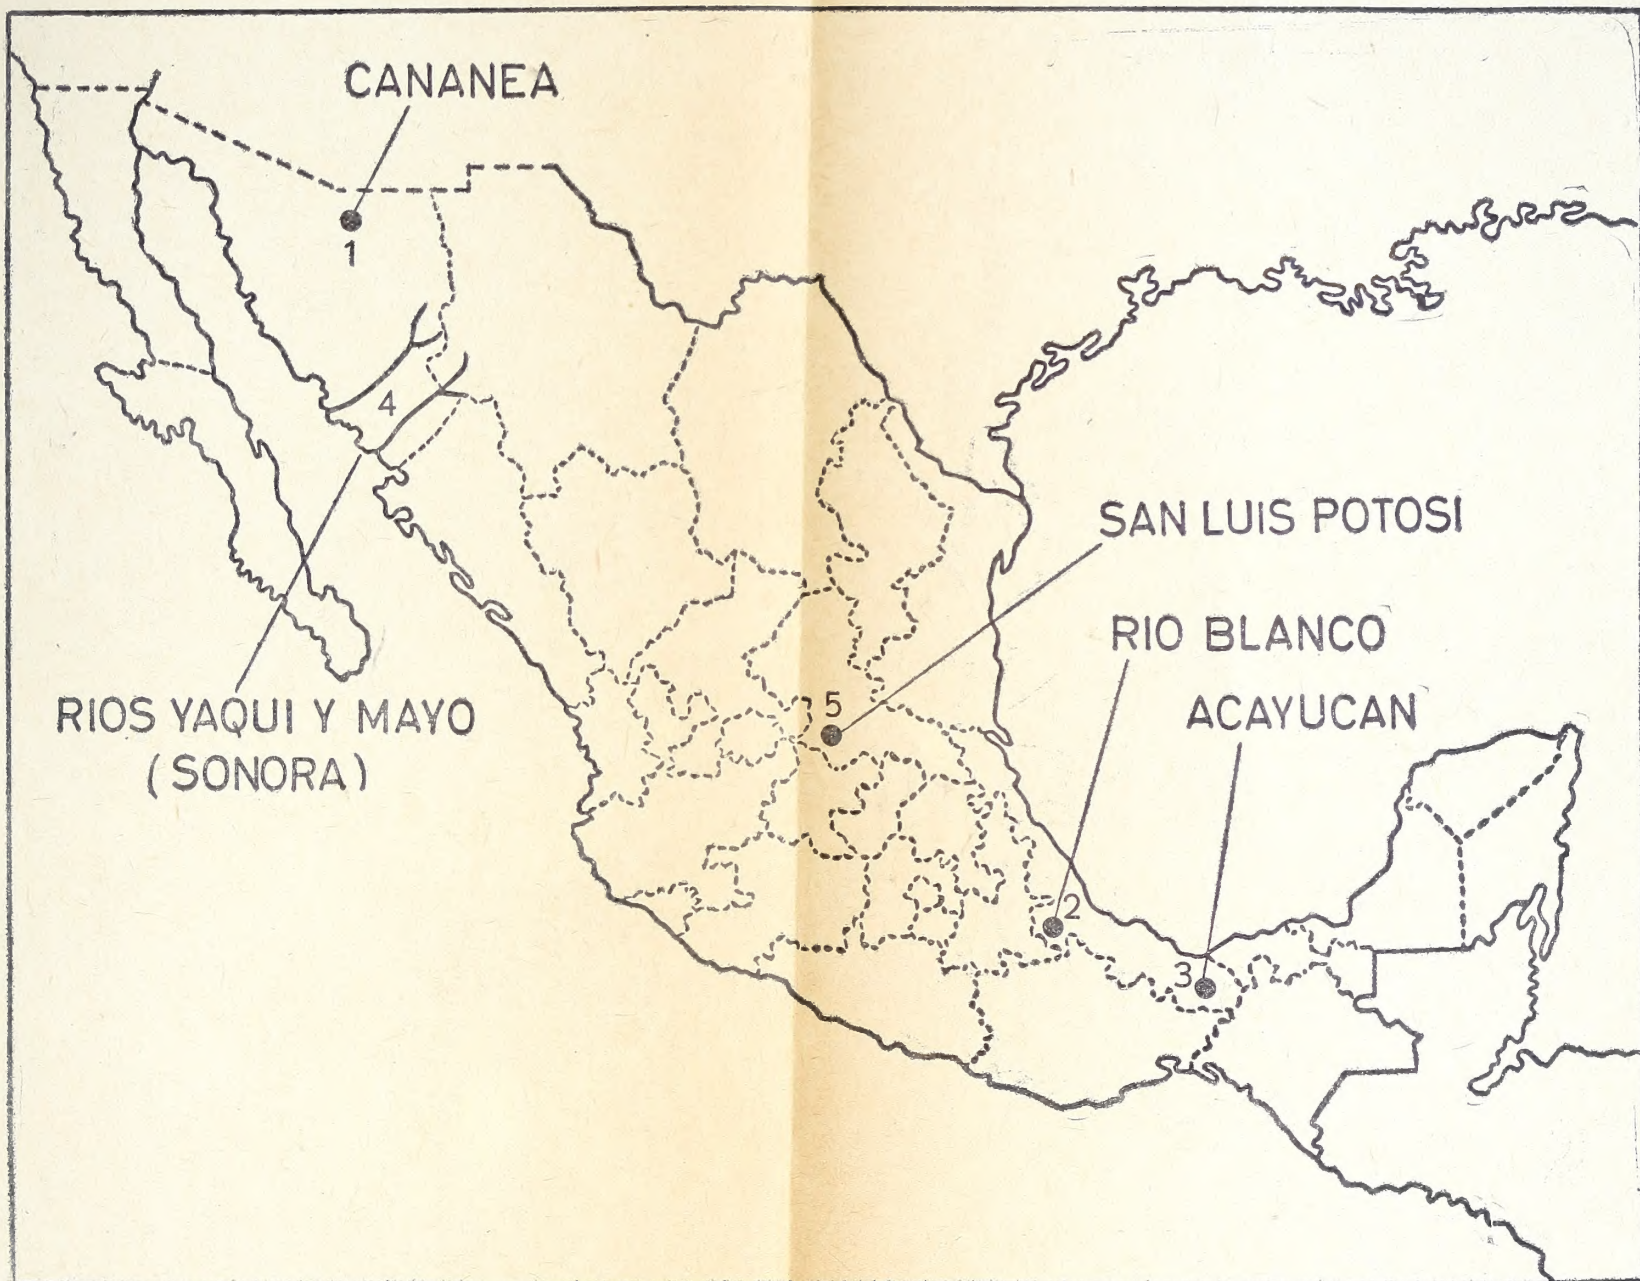 CANANEA
1
4
SAN LUIS POTOSI
RIO BLANCO
ACAYUCAN
5
RIOS YAQUI Y MAYO
(SONORA)
2
3